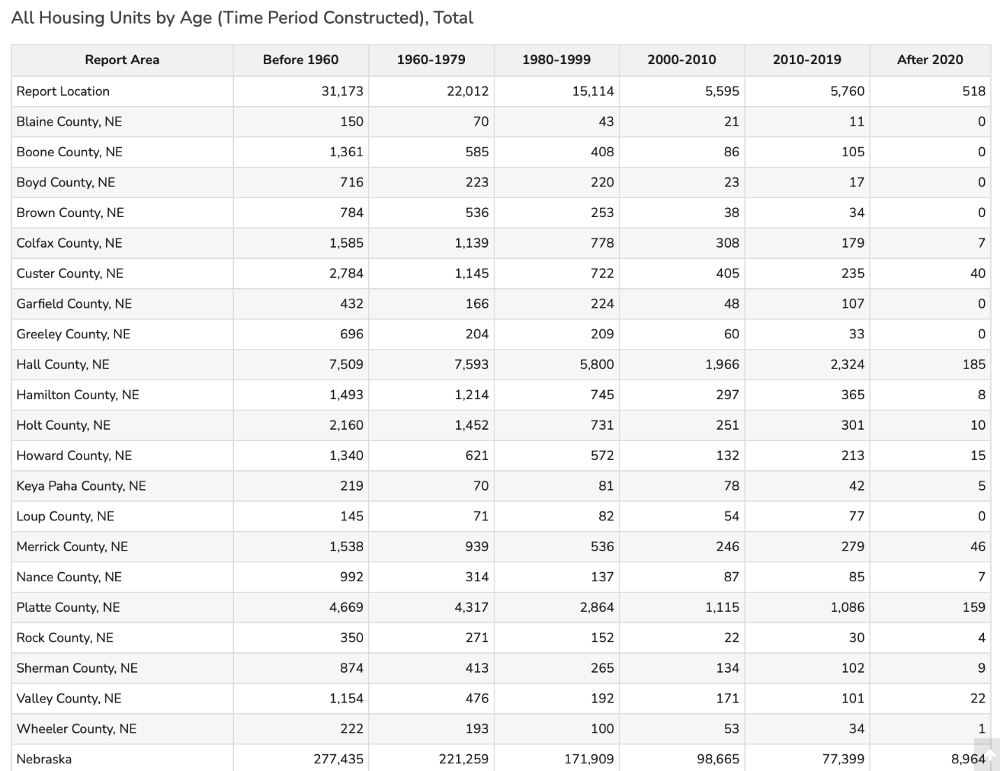 All Housing Units by Age (Time Period Constructed), Total
Report Area Before 1960 1960-1979 1980-1999 2000-2010 2010-2019 After 2020
Report Location 31,173 22,012 15,114 5,595 5,760 518
Blaine County, NE 150 70 43 21 11 0
Boone County, NE 1,361 585 408 86 105 0
Boyd County, NE 716 223 220 23 17 0
Brown County, NE 784 536 253 38 34 0
Colfax County, NE 1,585 1,139 778 308 179 7
Custer County, NE 2,784 1,145 722 405 235 40
Garfield County, NE 432 166 224 48 107 0
Greeley County, NE 696 204 209 60 33 0
Hall County, NE 7,509 7,593 5,800 1,966 2,324 185
Hamilton County, NE 1,493 1,214 745 297 365 8
Holt County, NE 2,160 1,452 731 251 301 10
Howard County, NE 1,340 621 572 132 213 15
Keya Paha County, NE 219 70 81 78 42 5
Loup County, NE 145 71 82 54 77 0
Merrick County, NE 1,538 939 536 246 279 46
Nance County, NE 992 314 137 87 85 7
Platte County, NE 4,669 4,317 2,864 1,115 1,086 159
Rock County, NE 350 271 152 22 30 4
Sherman County, NE 874 413 265 134 102 9
Valley County, NE 1,154 476 192 171 101 22
Wheeler County, NE 222 193 100 53 34 1
Nebraska 277,435 221,259 171,909 98,665 77,399 8,964